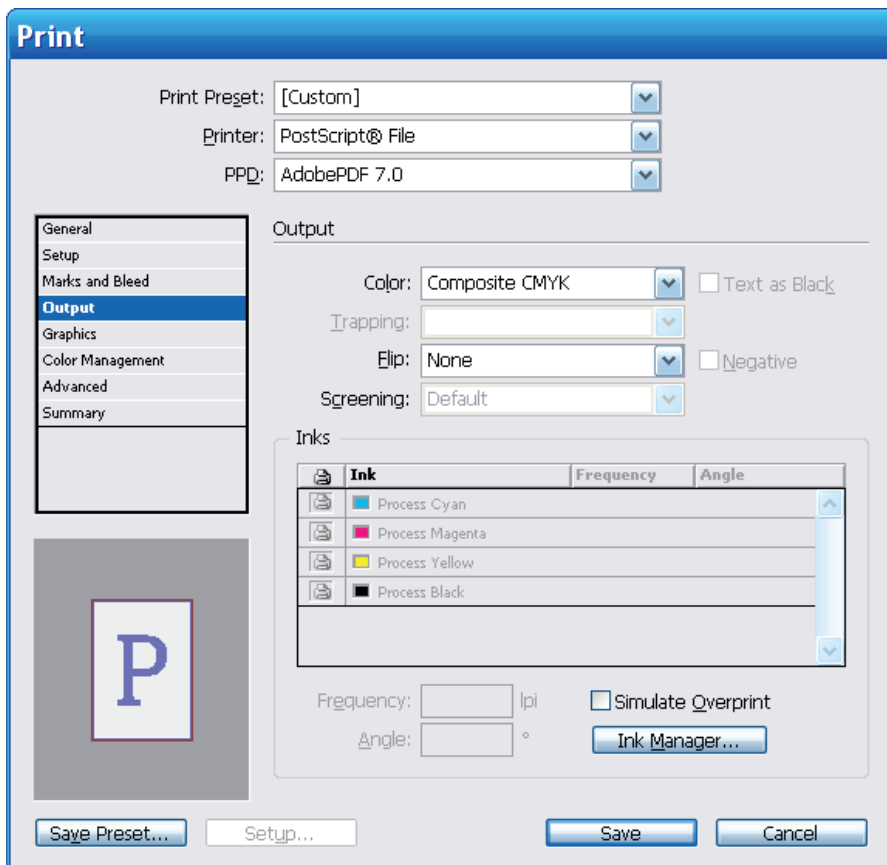 Print
Print Preset: [Custom]
Printer: PostScript® File
PPD: AdobePDF 7.0
General
Setup
Marks and Bleed
Output
Graphics
Color Management
Advanced
Summary
P
Output
Color: Composite CMYK Text as Black
Trapping:
Flip: None Negative
Screening: Default
Inks
Ink Frequency Angle
Process Cyan
Process Magenta
Process Yellow
Process Black
Frequency: lpi Simulate Overprint
Angle: ° Ink Manager...
Save Preset... Setup... Save Cancel